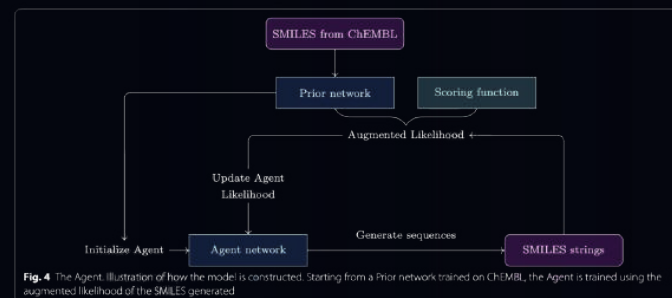 SMILES from ChEMBL
Prior network
Scoring function
Augmented Likelihood
Update Agent
Likelihood
Generate sequences
Initialize Agent
Agent network
SMILES strings
Fig. 4 The Agent. Illustration of how the model is constructed. Starting from a Prior network trained on ChEMBL, the Agent is trained using the
augmented likelihood of the SMILES generated